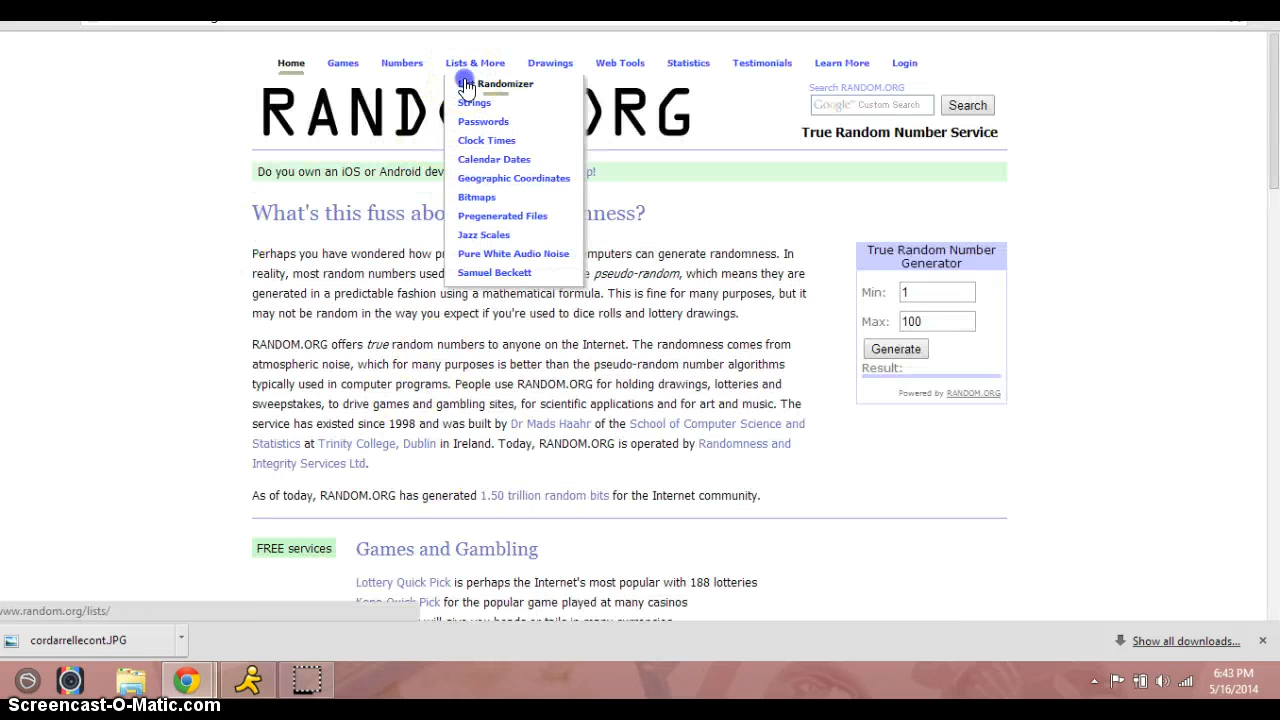 Home Games Numbers Lists & More Drawings Web Tools Statistics Testimonials Learn More Login
Randomizer
Strings
Passwords
Clock Times
Calendar Dates
Geographic Coordinates
Bitmaps
Pregenerated Files
Jazz Scales
Pure White Audio Noise
Samuel Beckett
Search RANDOM.ORG
Google™ Custom Search Search
True Random Number Service
Do you own an iOS or Android
What's this fuss
Perhaps you have wondered how computers can generate randomness. In
reality, most random numbers used pseudo-random, which means they are
generated in a predictable fashion using a mathematical formula. This is fine for many purposes, but it
may not be random in the way you expect if you're used to dice rolls and lottery drawings.
RANDOM.ORG offers true random numbers to anyone on the Internet. The randomness comes from
atmospheric noise, which for many purposes is better than the pseudo-random number algorithms
typically used in computer programs. People use RANDOM.ORG for holding drawings, lotteries and
sweepstakes, to drive games and gambling sites, for scientific applications and for art and music. The
service has existed since 1998 and was built by Dr Mads Haahr of the School of Computer Science and
Statistics at Trinity College, Dublin in Ireland. Today, RANDOM.ORG is operated by Randomness and
Integrity Services Ltd.
As of today, RANDOM.ORG has generated 1.50 trillion random bits for the Internet community.
True Random Number
Generator
Min: 1
Max: 100
Generate
Result:
Powered by RANDOM.ORG
FREE services
Games and Gambling
Lottery Quick Pick is perhaps the Internet's most popular with 188 lotteries
Keno Quick Pick for the popular game played at many casinos
www.random.org/lists/
cordarrellecont.JPG
Show all downloads...
6:43 PM
5/16/2014
Screencast-O-Matic.com